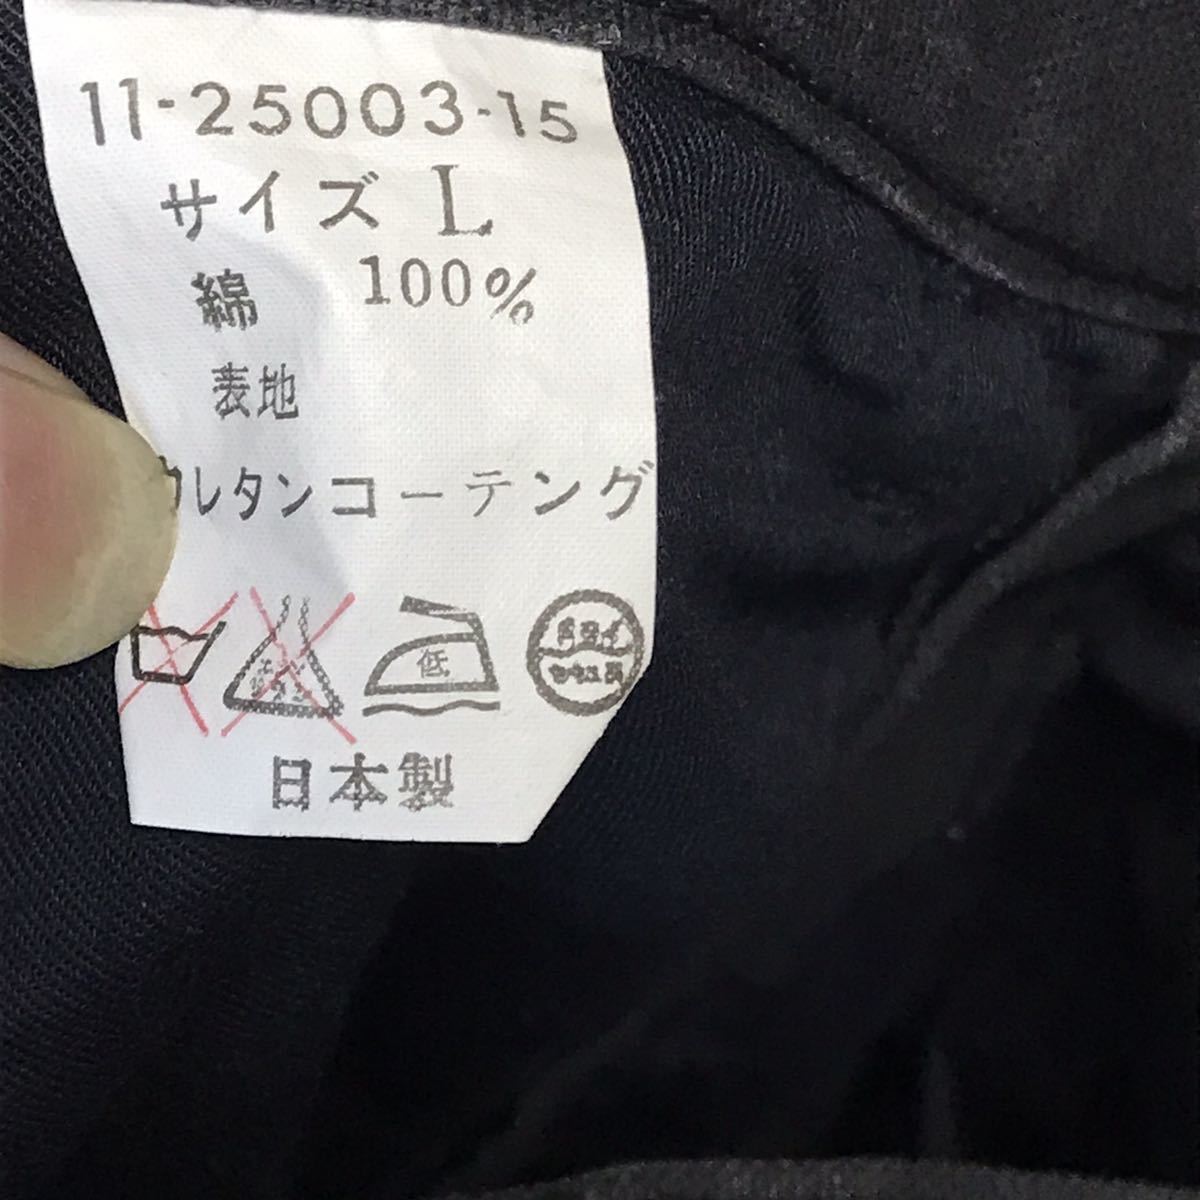 11-25003-15
サイズ L
綿 100%
表地
ウレタンコーテング
低
日本製